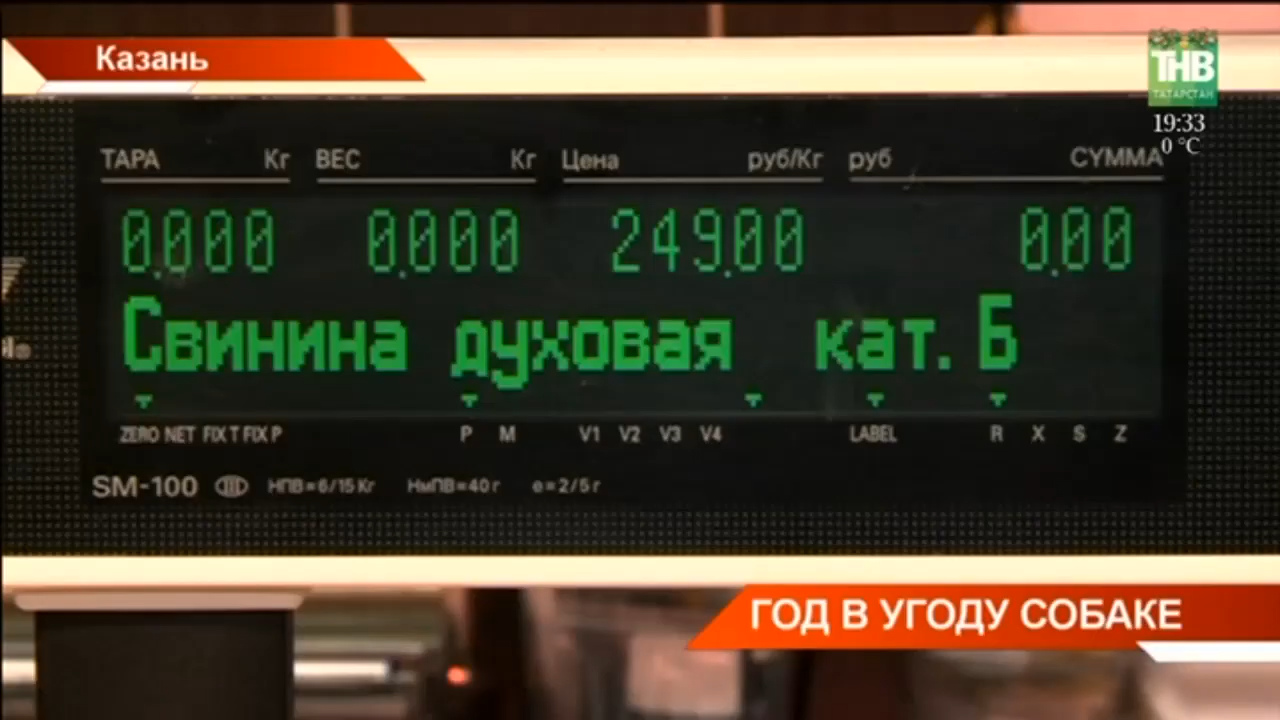 Казань
ТНВ
ТАТАРСТАН
19:33
0 °C
ТАРА Кг ВЕС Кг Цена руб/Кг руб СУММА
0.000 0.000 249.00 0.00
Свинина духовая кат. Б
ZERO NET FIX T FIX P P M V1 V2 V3 V4 LABEL R X S Z
SM-100 НПВ=6/15Кг НмПВ=40г e=2/5г
ГОД В УГОДУ СОБАКЕ